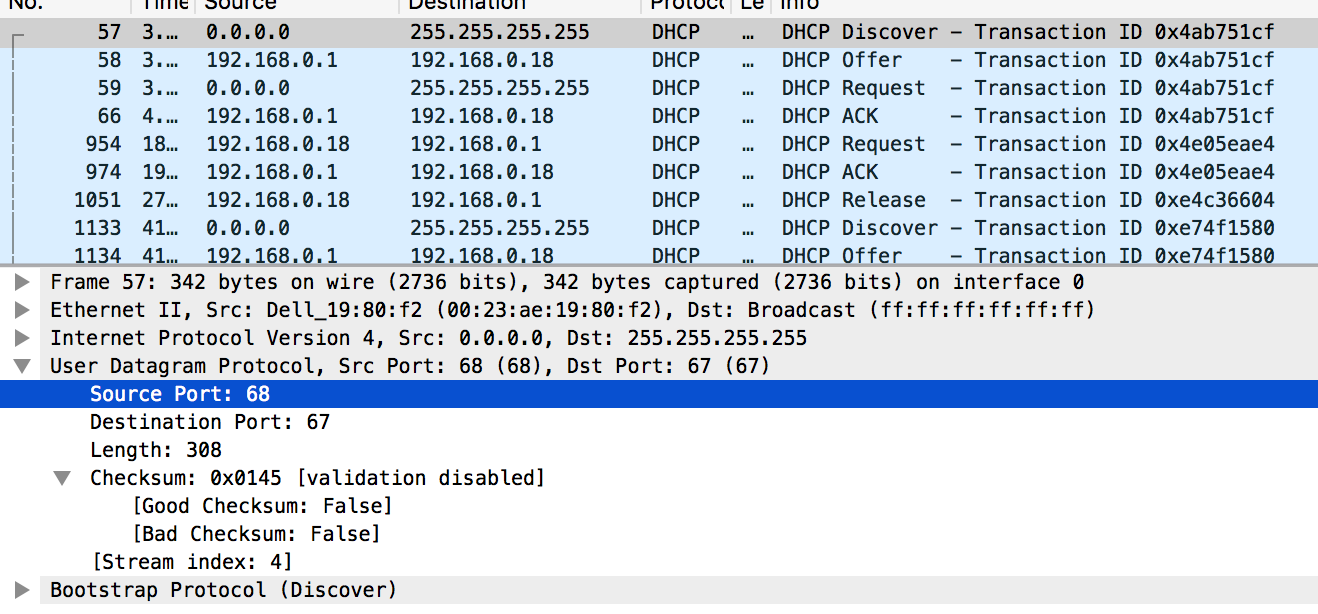 No. Time Source Destination Protoco Le Info
57 3.… 0.0.0.0 255.255.255.255 DHCP … DHCP Discover – Transaction ID 0x4ab751cf
58 3.… 192.168.0.1 192.168.0.18 DHCP … DHCP Offer – Transaction ID 0x4ab751cf
59 3.… 0.0.0.0 255.255.255.255 DHCP … DHCP Request – Transaction ID 0x4ab751cf
66 4.… 192.168.0.1 192.168.0.18 DHCP … DHCP ACK – Transaction ID 0x4ab751cf
954 18… 192.168.0.18 192.168.0.1 DHCP … DHCP Request – Transaction ID 0x4e05eae4
974 19… 192.168.0.1 192.168.0.18 DHCP … DHCP ACK – Transaction ID 0x4e05eae4
1051 27… 192.168.0.18 192.168.0.1 DHCP … DHCP Release – Transaction ID 0xe4c36604
1133 41… 0.0.0.0 255.255.255.255 DHCP … DHCP Discover – Transaction ID 0xe74f1580
1134 41… 192.168.0.1 192.168.0.18 DHCP … DHCP Offer – Transaction ID 0xe74f1580
Frame 57: 342 bytes on wire (2736 bits), 342 bytes captured (2736 bits) on interface 0
Ethernet II, Src: Dell_19:80:f2 (00:23:ae:19:80:f2), Dst: Broadcast (ff:ff:ff:ff:ff:ff)
Internet Protocol Version 4, Src: 0.0.0.0, Dst: 255.255.255.255
User Datagram Protocol, Src Port: 68 (68), Dst Port: 67 (67)
Source Port: 68
Destination Port: 67
Length: 308
Checksum: 0x0145 [validation disabled]
[Good Checksum: False]
[Bad Checksum: False]
[Stream index: 4]
Bootstrap Protocol (Discover)